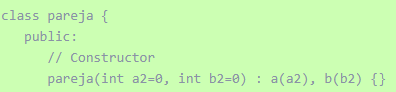 class pareja {
   public:
      // Constructor
      pareja(int a2=0, int b2=0) : a(a2), b(b2) {}